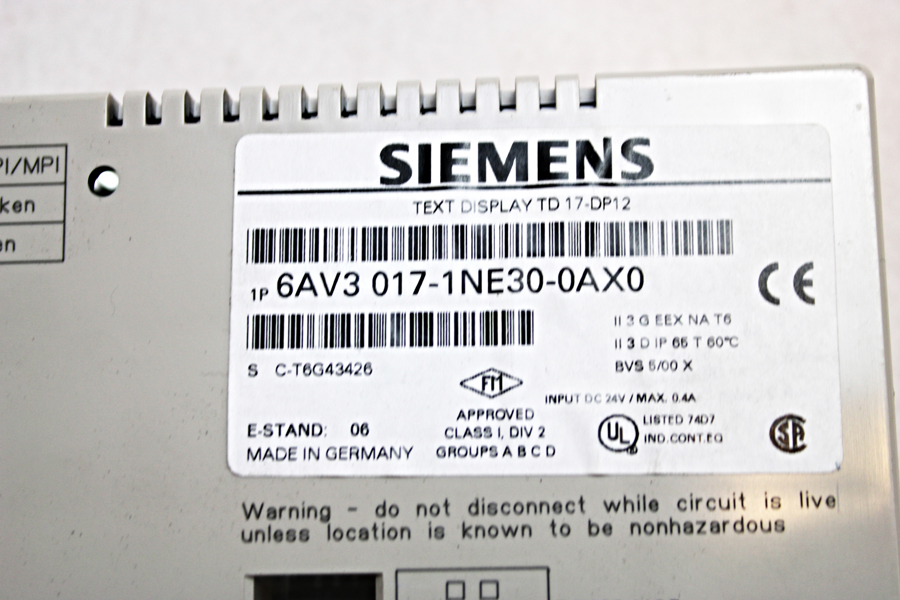 PI/MPI
ken
en
SIEMENS
TEXT DISPLAY TD 17-DP12
1P 6AV3 017-1NE30-0AX0
CE
II 3 G EEX NA T6
II 3 D IP 65 T 60°C
BVS 5/00 X
S C-T6G43426
FM
INPUT DC 24V / MAX. 0.4A
APPROVED
CLASS I, DIV 2
GROUPS A B C D
E-STAND: 06
MADE IN GERMANY
UL
LISTED 74D7
IND.CONT.EQ
SA
Warning - do not disconnect while circuit is live
unless location is known to be nonhazardous